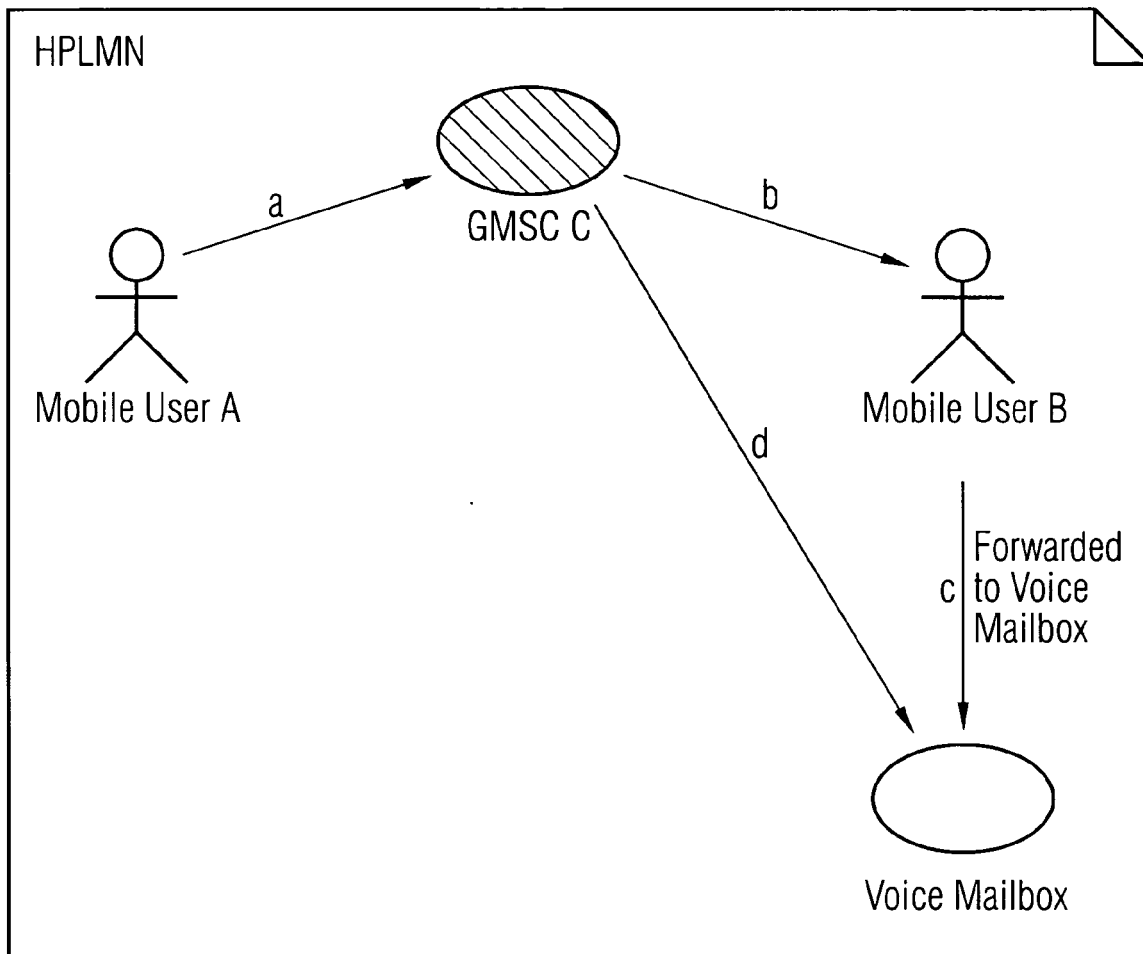 HPLMN
GMSC C
a
b
Mobile User A
Mobile User B
d
c
Forwarded
to Voice
Mailbox
Voice Mailbox